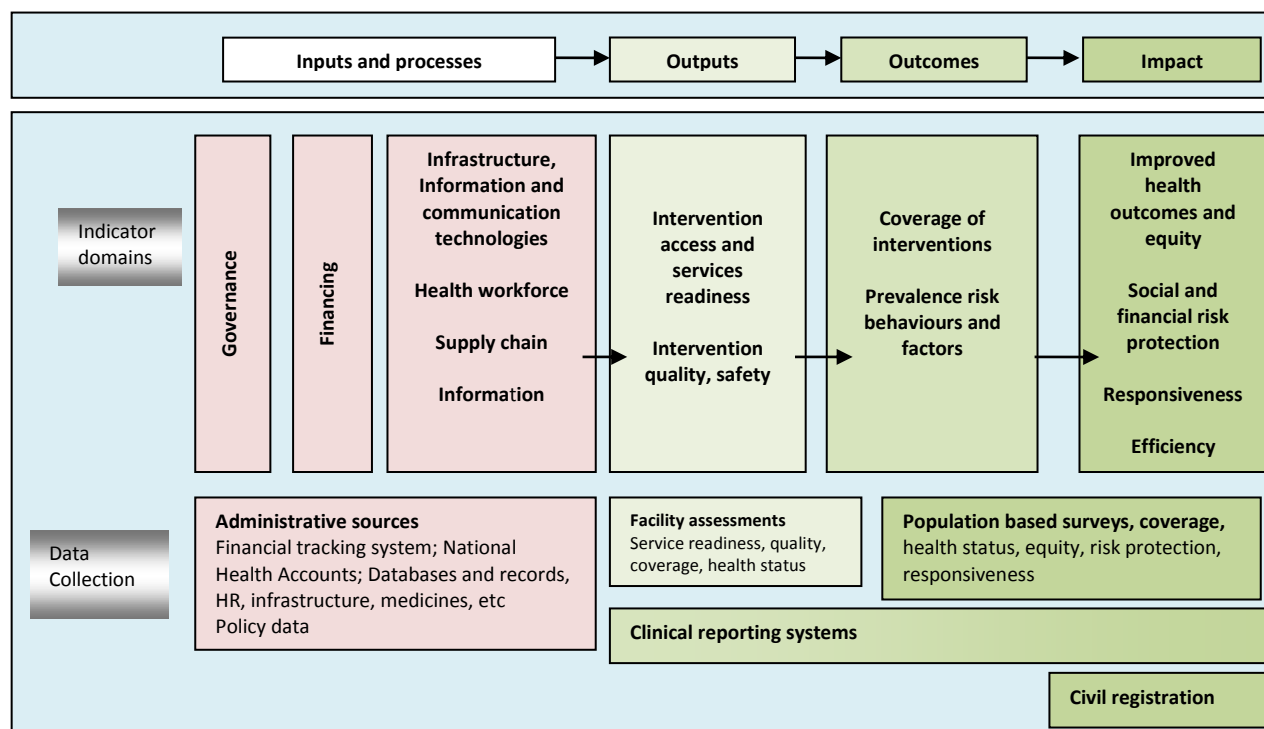 Inputs and processes
Outputs
Outcomes
Impact
Indicator
domains
Governance
Financing
Infrastructure,
Information and
communication
technologies
Health workforce
Supply chain
Information
Intervention
access and
services
readiness
Intervention
quality, safety
Coverage of
interventions
Prevalence risk
behaviours and
factors
Improved
health
outcomes and
equity
Social and
financial risk
protection
Responsiveness
Efficiency
Data
Collection
Administrative sources
Financial tracking system; National
Health Accounts; Databases and records,
HR, infrastructure, medicines, etc
Policy data
Facility assessments
Service readiness, quality,
coverage, health status
Population based surveys, coverage,
health status, equity, risk protection,
responsiveness
Clinical reporting systems
Civil registration